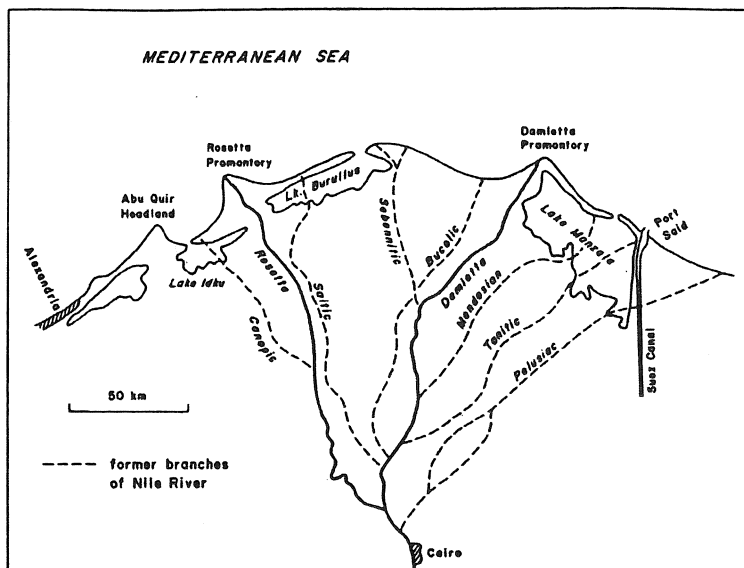 MEDITERRANEAN SEA
Damietta
Promontory
Rosetta
Promontory
Abu Quir
Headland
Lk. Burullus
Sebennitic
Bucolic
Lake Manzala
Port
Said
Alexandria
Lake Idku
Rosetta
Saitic
Canopic
Damietta
Mendesian
Tanitic
Pelusiac
Suez Canal
50 km
former branches
of Nile River
Cairo